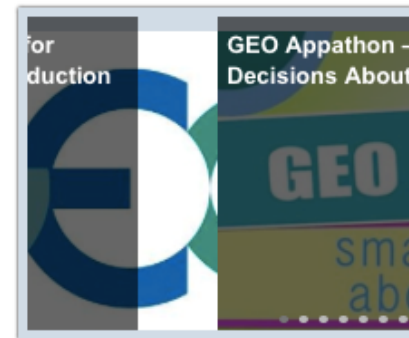 for
duction
GEO Appathon –
Decisions About
GEO
sma
abo